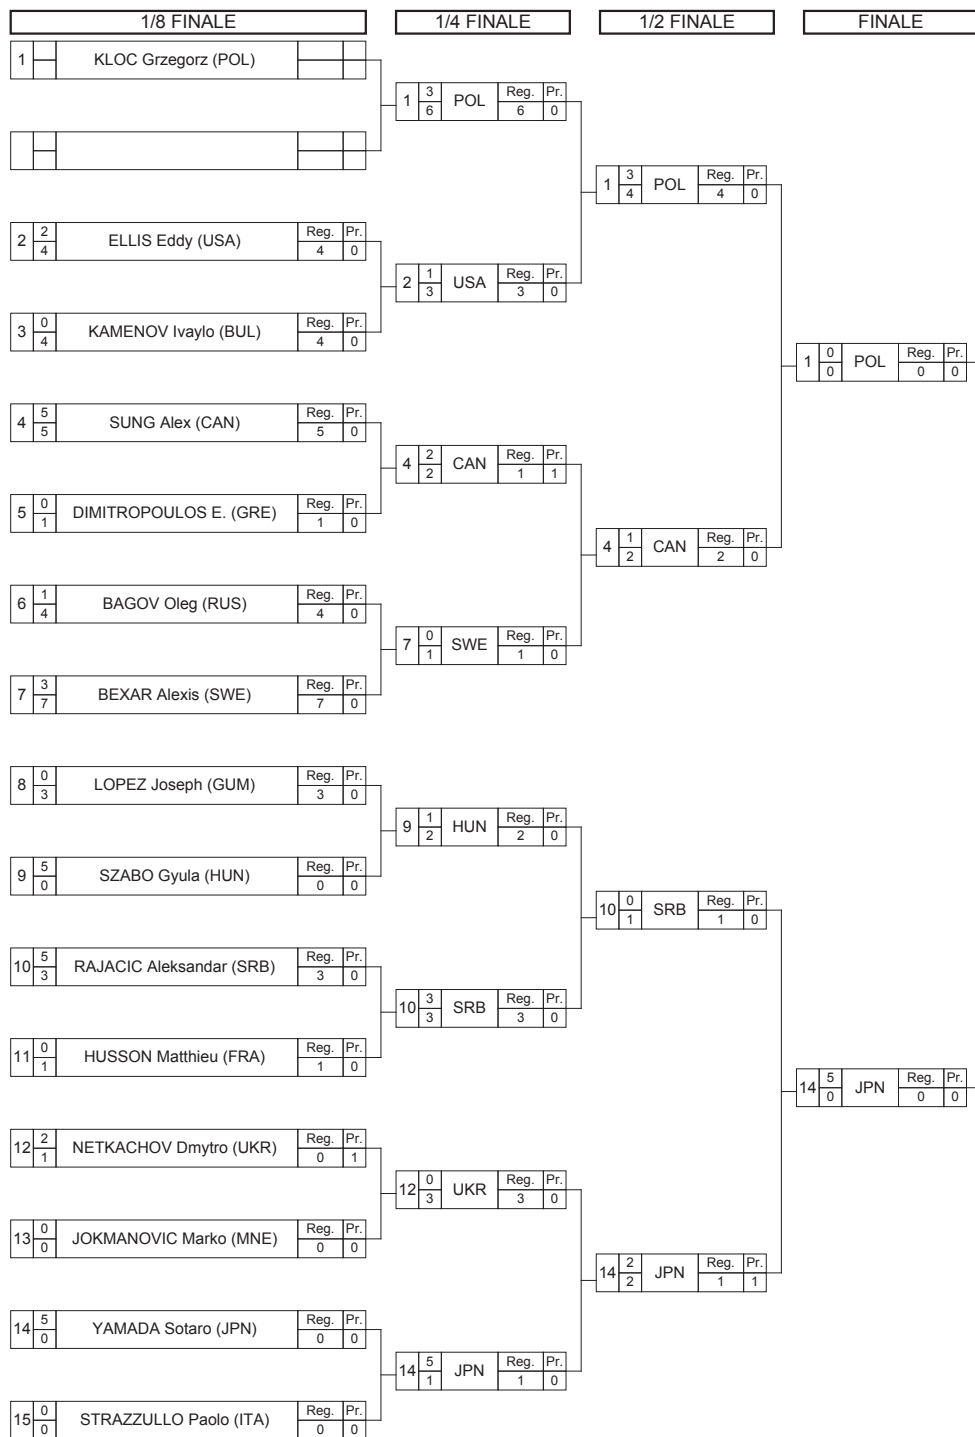 1/8 FINALE 1/4 FINALE 1/2 FINALE FINALE
1 KLOC Grzegorz (POL)
1 3 6 POL Reg. 6 Pr. 0
1 3 4 POL Reg. 4 Pr. 0
2 2 4 ELLIS Eddy (USA) Reg. 4 Pr. 0
2 1 3 USA Reg. 3 Pr. 0
3 0 4 KAMENOV Ivaylo (BUL) Reg. 4 Pr. 0
1 0 0 POL Reg. 0 Pr. 0
4 5 5 SUNG Alex (CAN) Reg. 5 Pr. 0
4 2 2 CAN Reg. 1 Pr. 1
5 0 1 DIMITROPOULOS E. (GRE) Reg. 1 Pr. 0
4 1 2 CAN Reg. 2 Pr. 0
6 1 4 BAGOV Oleg (RUS) Reg. 4 Pr. 0
7 0 1 SWE Reg. 1 Pr. 0
7 3 7 BEXAR Alexis (SWE) Reg. 7 Pr. 0
8 0 3 LOPEZ Joseph (GUM) Reg. 3 Pr. 0
9 1 2 HUN Reg. 2 Pr. 0
9 5 0 SZABO Gyula (HUN) Reg. 0 Pr. 0
10 0 1 SRB Reg. 1 Pr. 0
10 5 3 RAJACIC Aleksandar (SRB) Reg. 3 Pr. 0
10 3 3 SRB Reg. 3 Pr. 0
11 0 1 HUSSON Matthieu (FRA) Reg. 1 Pr. 0
14 5 0 JPN Reg. 0 Pr. 0
12 2 1 NETKACHOV Dmytro (UKR) Reg. 0 Pr. 1
12 0 3 UKR Reg. 3 Pr. 0
13 0 0 JOKMANOVIC Marko (MNE) Reg. 0 Pr. 0
14 2 2 JPN Reg. 1 Pr. 1
14 5 0 YAMADA Sotaro (JPN) Reg. 0 Pr. 0
14 5 1 JPN Reg. 1 Pr. 0
15 0 0 STRAZZULLO Paolo (ITA) Reg. 0 Pr. 0